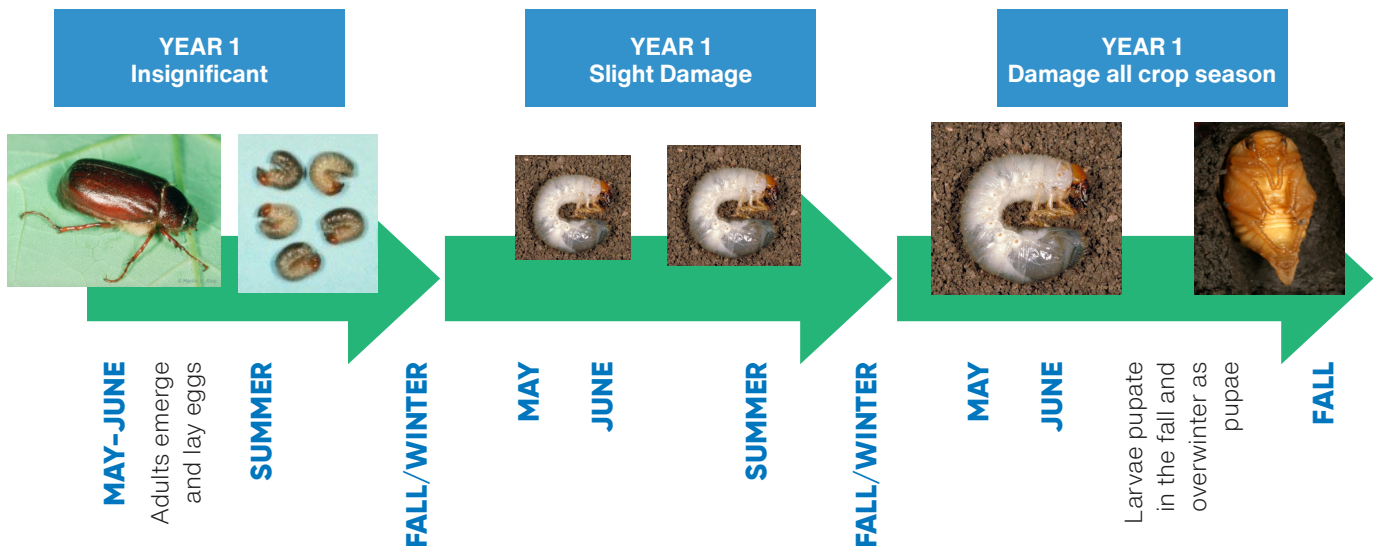 YEAR 1
Insignificant
YEAR 1
Slight Damage
YEAR 1
Damage all crop season
MAY-JUNE
Adults emerge
and lay eggs
SUMMER
FALL/WINTER
MAY
JUNE
SUMMER
FALL/WINTER
MAY
JUNE
Larvae pupate
in the fall and
overwinter as
pupae
FALL